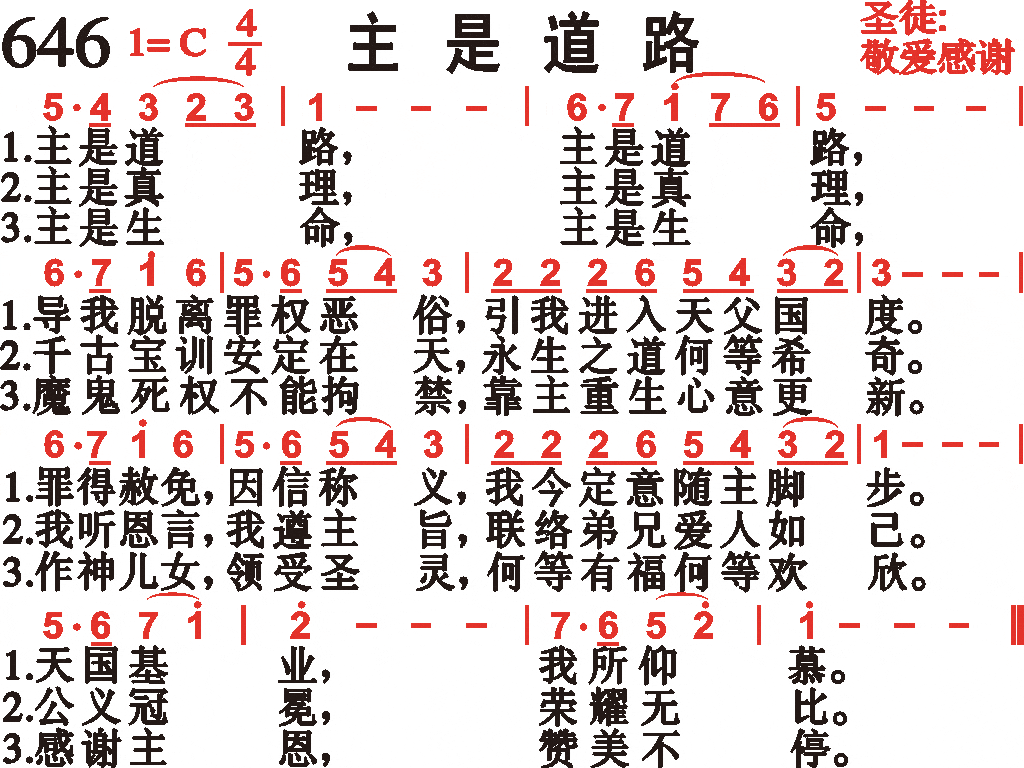 646 1=C 4/4 主是道路 圣徒:
敬爱感谢
5·4 3 2 3 | 1 - - - | 6·7 i 7 6 | 5 - - - |
1.主是道 路, 主是道 路,
2.主是真 理, 主是真 理,
3.主是生 命, 主是生 命,
6·7 i 6 | 5·6 5 4 3 | 2 2 2 6 5 4 3 2 | 3 - - - |
1.导我脱离罪权恶 俗,引我进入天父国 度。
2.千古宝训安定在 天,永生之道何等希 奇。
3.魔鬼死权不能拘 禁,靠主重生心意更 新。
6·7 i 6 | 5·6 5 4 3 | 2 2 2 6 5 4 3 2 | 1 - - - |
1.罪得赦免,因信称 义,我今定意随主脚 步。
2.我听恩言,我遵主 旨,联络弟兄爱人如 己。
3.作神儿女,领受圣 灵,何等有福何等欢 欣。
5·6 7 i | 2̇ - - - | 7·6 5 2̇ | i - - - ‖
1.天国基 业, 我所仰 慕。
2.公义冠 冕, 荣耀无 比。
3.感谢主 恩, 赞美不 停。